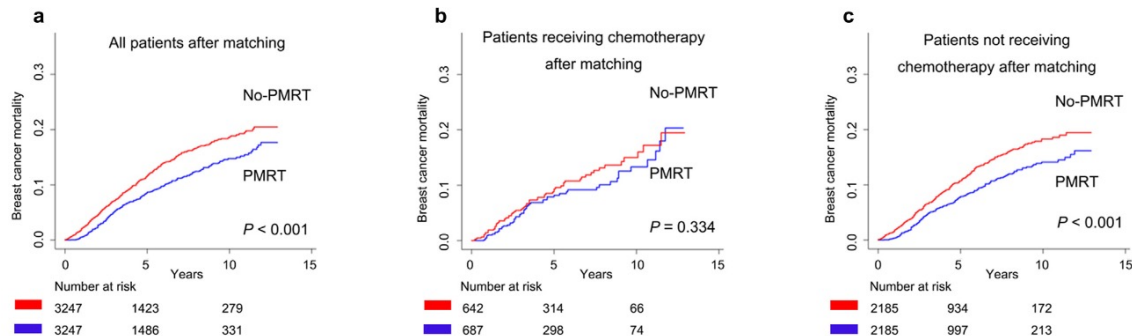 a
All patients after matching
Breast cancer mortality
0.3
0.2
0.1
0.0
No-PMRT
PMRT
P < 0.001
0
5
10
15
Years
Number at risk
3247 1423 279
3247 1486 331
b
Patients receiving chemotherapy
after matching
Breast cancer mortality
0.3
0.2
0.1
0.0
No-PMRT
PMRT
P = 0.334
0
5
10
15
Years
Number at risk
642 314 66
687 298 74
c
Patients not receiving
chemotherapy after matching
Breast cancer mortality
0.3
0.2
0.1
0.0
No-PMRT
PMRT
P < 0.001
0
5
10
15
Years
Number at risk
2185 934 172
2185 997 213